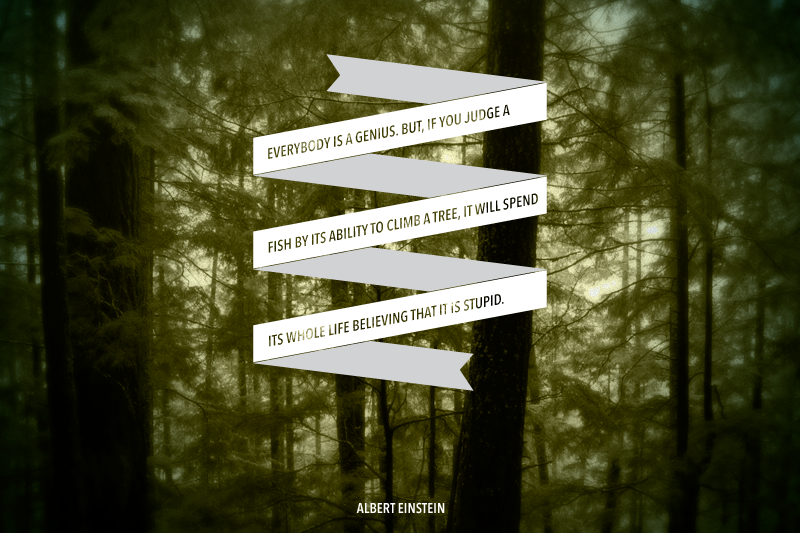 EVERYBODY IS A GENIUS. BUT, IF YOU JUDGE A
FISH BY ITS ABILITY TO CLIMB A TREE, IT WILL SPEND
ITS WHOLE LIFE BELIEVING THAT IT IS STUPID.
ALBERT EINSTEIN